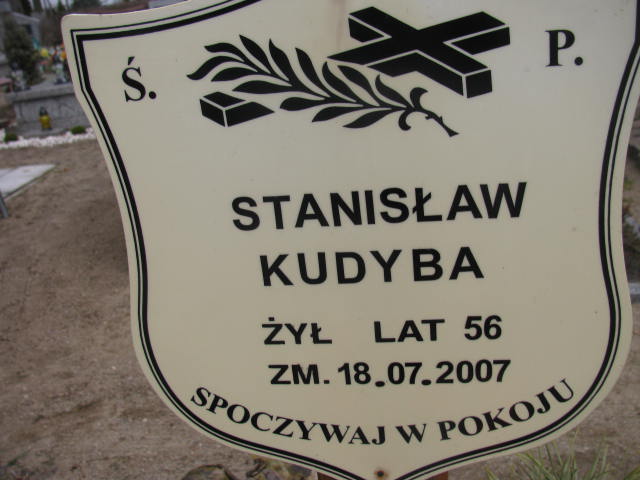 Ś. P.
STANISŁAW
KUDYBA
ŻYŁ LAT 56
ZM. 18.07.2007
SPOCZYWAJ W POKOJU